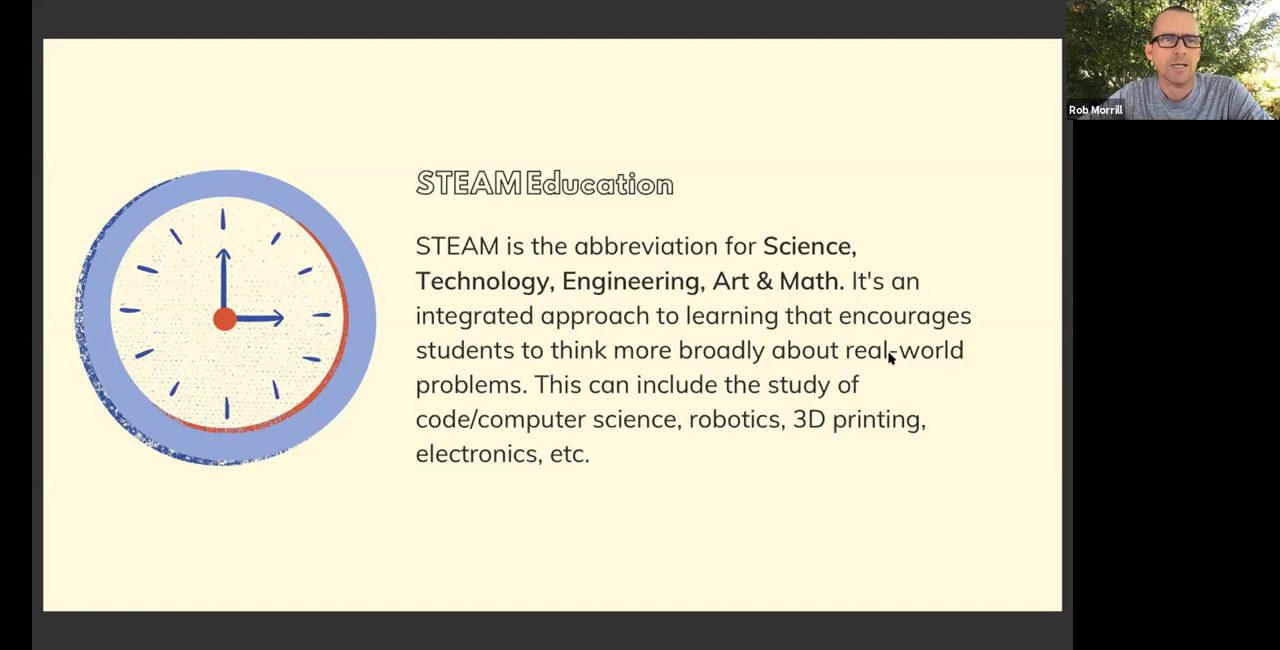 STEAM Education
STEAM is the abbreviation for Science,
Technology, Engineering, Art & Math. It's an
integrated approach to learning that encourages
students to think more broadly about real-world
problems. This can include the study of
code/computer science, robotics, 3D printing,
electronics, etc.
Rob Morrill